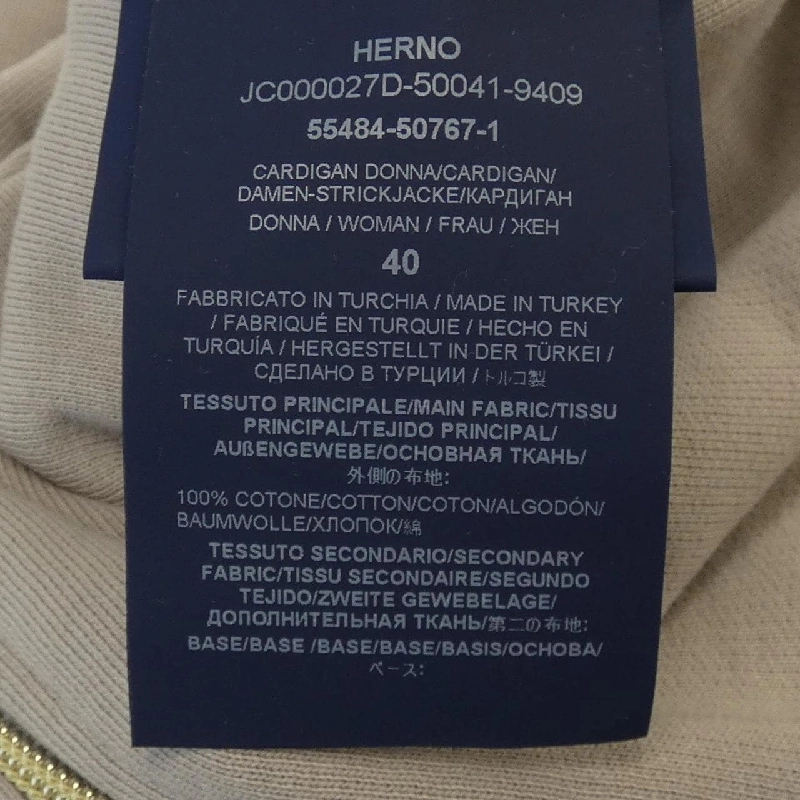 HERNO
JC000027D-50041-9409
55484-50767-1
CARDIGAN DONNA/CARDIGAN/
DAMEN-STRICKJACKE/КАРДИГАН
DONNA / WOMAN / FRAU / ЖЕН
40
FABBRICATO IN TURCHIA / MADE IN TURKEY
/ FABRIQUÉ EN TURQUIE / HECHO EN
TURQUÍA / HERGESTELLT IN DER TÜRKEI /
СДЕЛАНО В ТУРЦИИ / トルコ製
TESSUTO PRINCIPALE/MAIN FABRIC/TISSU
PRINCIPAL/TEJIDO PRINCIPAL/
AUßENGEWEBE/ОСНОВНАЯ ТКАНЬ/
外側の布地:
100% COTONE/COTTON/COTON/ALGODÓN/
BAUMWOLLE/ХЛОПОК/綿
TESSUTO SECONDARIO/SECONDARY
FABRIC/TISSU SECONDAIRE/SEGUNDO
TEJIDO/ZWEITE GEWEBELAGE/
ДОПОЛНИТЕЛЬНАЯ ТКАНЬ/第二の布地:
BASE/BASE /BASE/BASE/BASIS/ОСНОВА/
ベース: